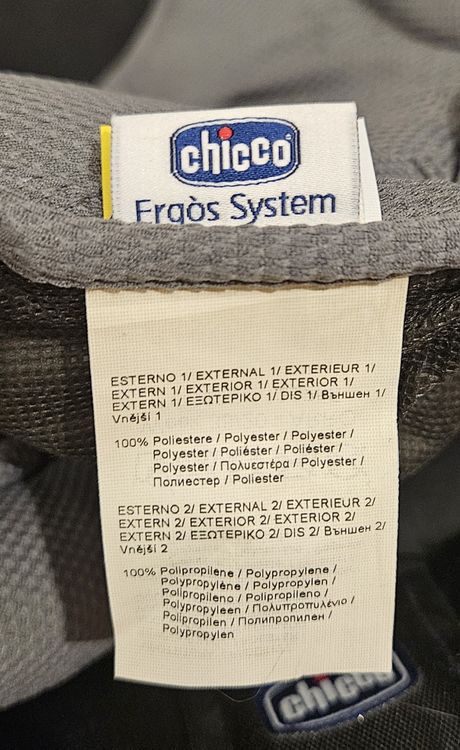 chicco
Ergòs System
ESTERNO 1/ EXTERNAL 1/ EXTERIEUR 1/
EXTERN 1/ EXTERIOR 1/ EXTERIOR 1/
EXTERN 1/ ΕΞΩΤΕΡΙΚΟ 1/ DIS 1/ Външен 1/
Vnější 1
100% Poliestere / Polyester / Polyester /
Polyester / Poliéster / Poliéster /
Polyester / Πολυεστέρα / Polyester /
Полиестер / Poliester
ESTERNO 2/ EXTERNAL 2/ EXTERIEUR 2/
EXTERN 2/ EXTERIOR 2/ EXTERIOR 2/
EXTERN 2/ ΕΞΩΤΕΡΙΚΟ 2/ DIS 2/ Външен 2/
Vnější 2
100% Polipropilene / Polypropylene /
Polypropylène / Polypropylen /
Polipropileno / Polipropileno /
Polypropyleen / Πολυπροπυλένιο /
Polipropilen / Полипропилен /
Polypropylen
chicco